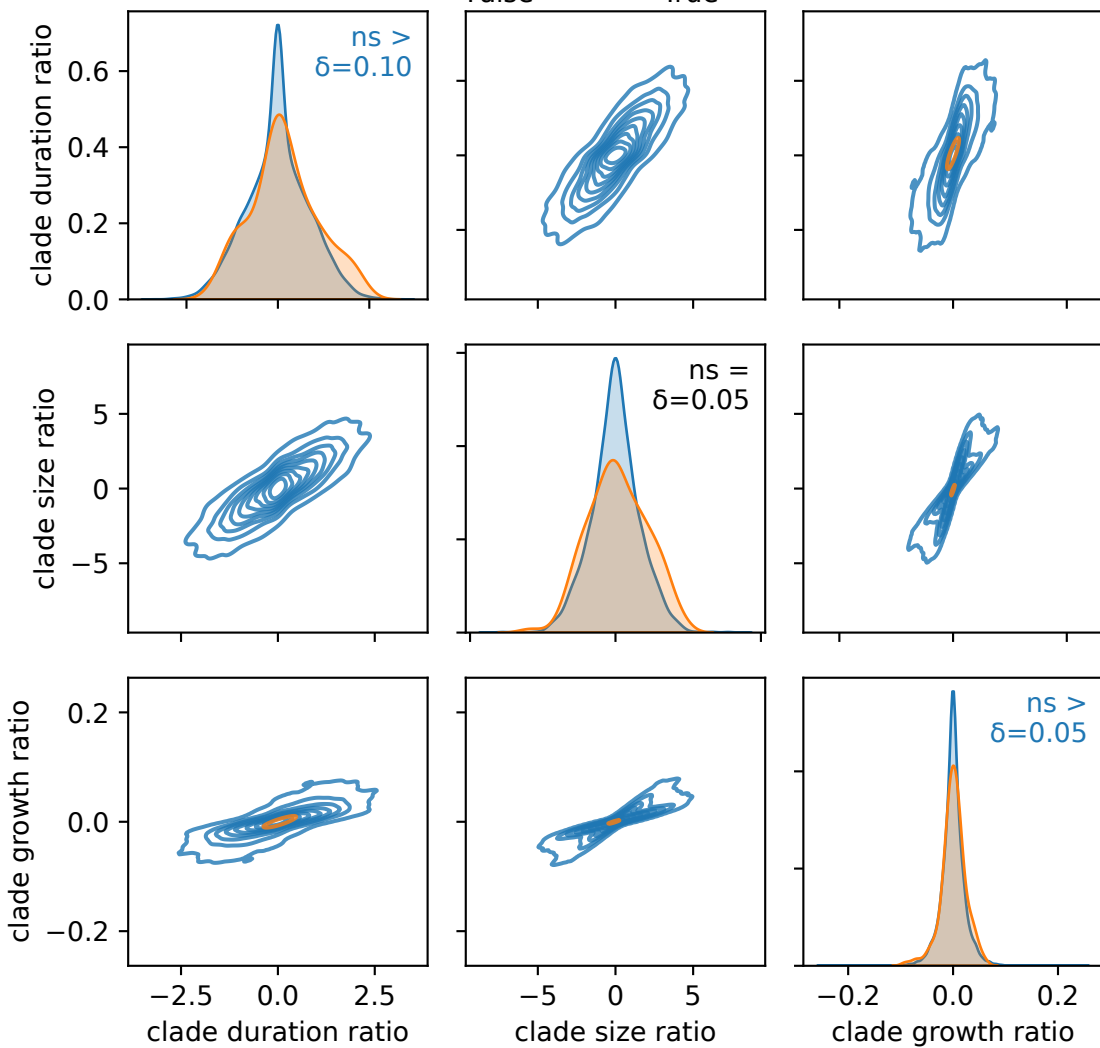 clade duration ratio
0.6
0.4
0.2
0.0
ns >
δ=0.10
clade size ratio
5
0
−5
ns =
δ=0.05
clade growth ratio
0.2
0.0
−0.2
ns >
δ=0.05
−2.5 0.0 2.5
−5 0 5
−0.2 0.0 0.2
clade duration ratio
clade size ratio
clade growth ratio